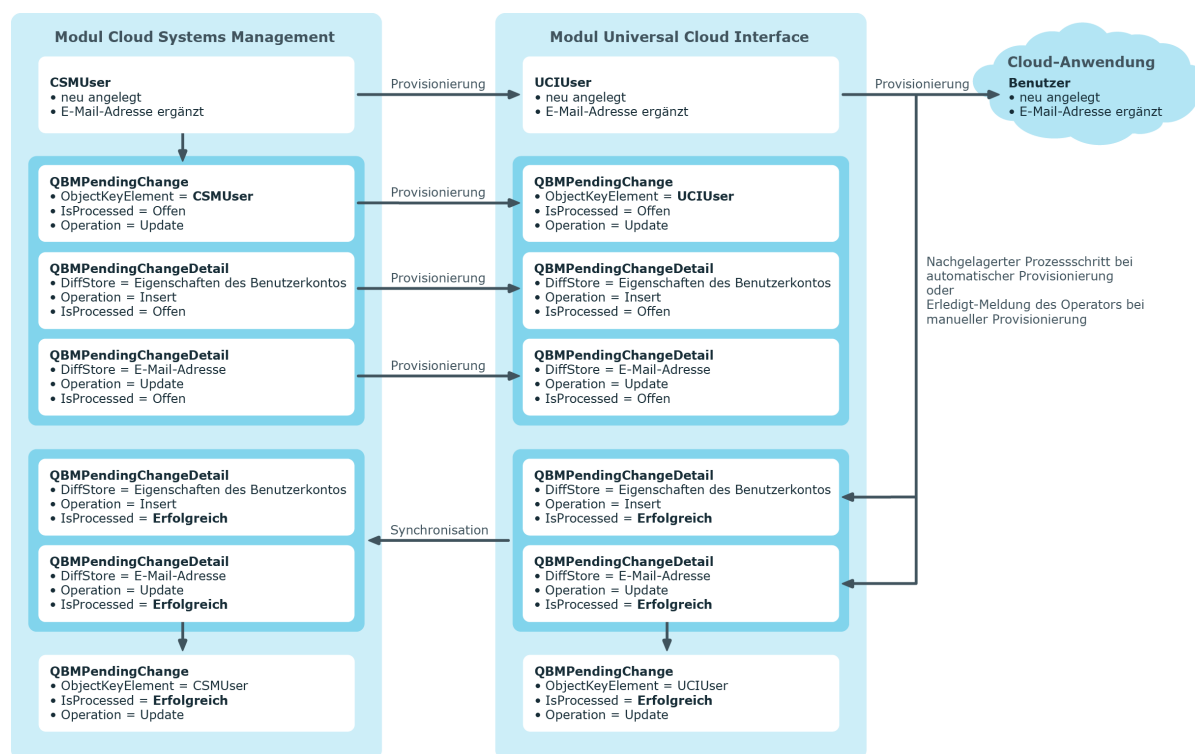 Modul Cloud Systems Management
CSMUser
• neu angelegt
• E-Mail-Adresse ergänzt
Provisionierung
Modul Universal Cloud Interface
UCIUser
• neu angelegt
• E-Mail-Adresse ergänzt
Provisionierung
Cloud-Anwendung
Benutzer
• neu angelegt
• E-Mail-Adresse ergänzt
QBMPendingChange
• ObjectKeyElement = CSMUser
• IsProcessed = Offen
• Operation = Update
Provisionierung
QBMPendingChange
• ObjectKeyElement = UCIUser
• IsProcessed = Offen
• Operation = Update
QBMPendingChangeDetail
• DiffStore = Eigenschaften des Benutzerkontos
• Operation = Insert
• IsProcessed = Offen
Provisionierung
QBMPendingChangeDetail
• DiffStore = Eigenschaften des Benutzerkontos
• Operation = Insert
• IsProcessed = Offen
Nachgelagerter Prozessschritt bei
automatischer Provisionierung
oder
Erledigt-Meldung des Operators bei
manueller Provisionierung
QBMPendingChangeDetail
• DiffStore = E-Mail-Adresse
• Operation = Update
• IsProcessed = Offen
Provisionierung
QBMPendingChangeDetail
• DiffStore = E-Mail-Adresse
• Operation = Update
• IsProcessed = Offen
QBMPendingChangeDetail
• DiffStore = Eigenschaften des Benutzerkontos
• Operation = Insert
• IsProcessed = Erfolgreich
QBMPendingChangeDetail
• DiffStore = Eigenschaften des Benutzerkontos
• Operation = Insert
• IsProcessed = Erfolgreich
Synchronisation
QBMPendingChangeDetail
• DiffStore = E-Mail-Adresse
• Operation = Update
• IsProcessed = Erfolgreich
QBMPendingChangeDetail
• DiffStore = E-Mail-Adresse
• Operation = Update
• IsProcessed = Erfolgreich
QBMPendingChange
• ObjectKeyElement = CSMUser
• IsProcessed = Erfolgreich
• Operation = Update
QBMPendingChange
• ObjectKeyElement = UCIUser
• IsProcessed = Erfolgreich
• Operation = Update